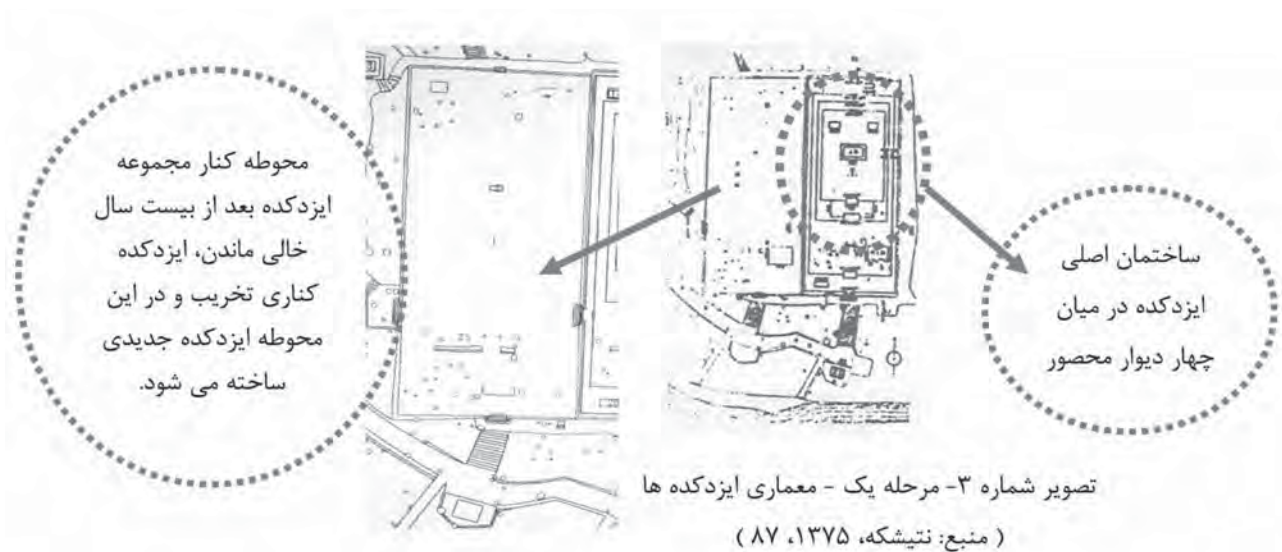 ساختمان اصلی
ایزدکده در میان
چهار دیوار محصور
محوطه کنار مجموعه
ایزدکده بعد از بیست سال
خالی ماندن، ایزدکده
کناری تخریب و در این
محوطه ایزدکده جدیدی
ساخته می شود.
تصویر شماره ۳- مرحله یک - معماری ایزدکده ها
( منبع: نتیشکه، ۱۳۷۵، ۸۷ )